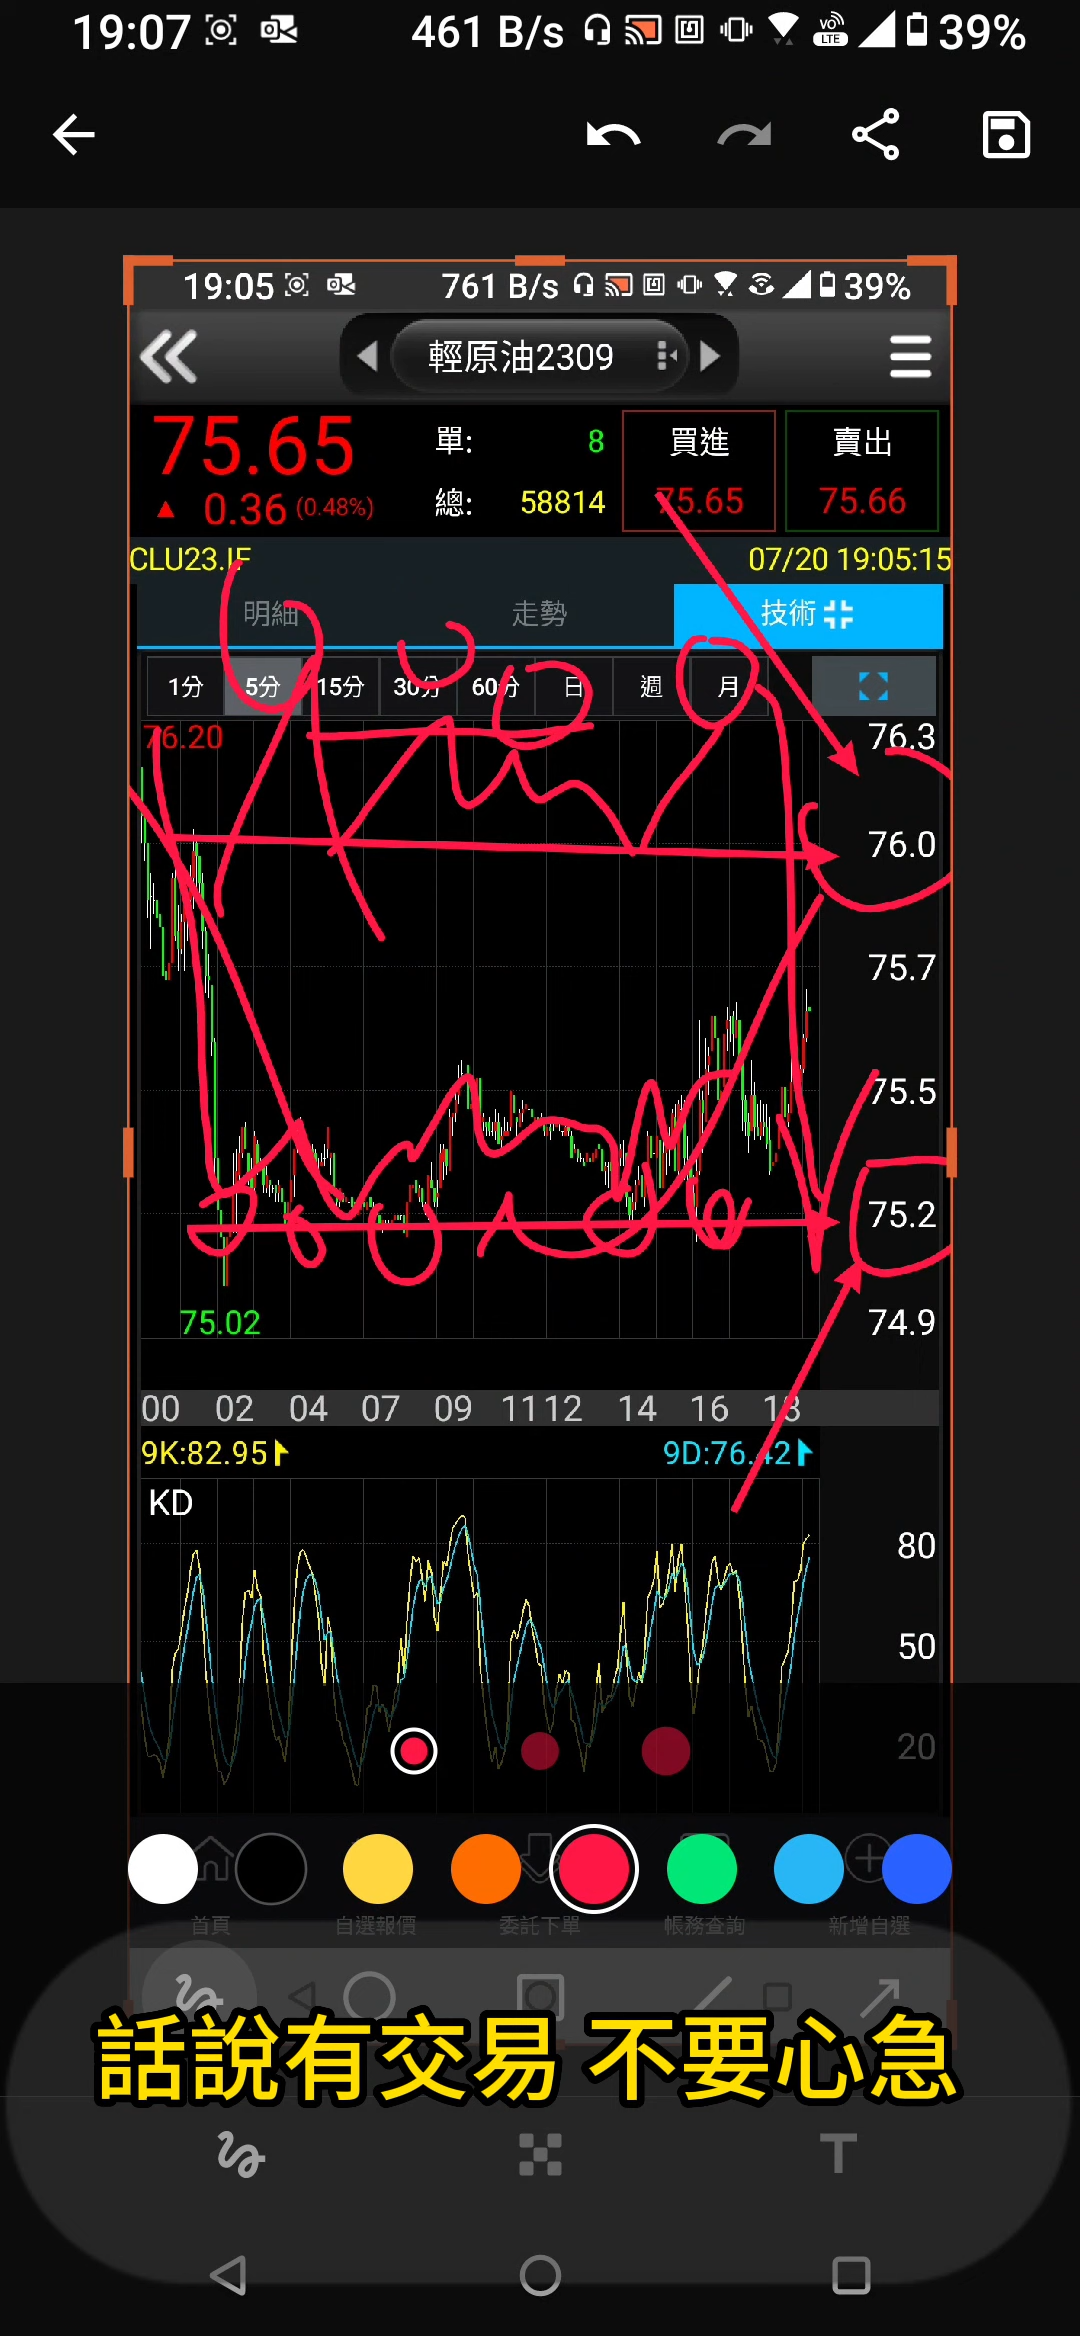 19:07 461 B/s VO LTE 39%
19:05 761 B/s 39%
輕原油2309
75.65 單: 8 買進 賣出
▲ 0.36 (0.48%) 總: 58814 75.65 75.66
CLU23.IF 07/20 19:05:15
明細 走勢 技術
1分 5分 15分 30分 60分 日 週 月
76.20 76.3
76.0
75.7
75.5
75.2
75.02 74.9
00 02 04 07 09 11 12 14 16 18
9K:82.95 9D:76.42
KD
80
50
20
首頁 自選報價 委託下單 帳務查詢 新增自選
話說有交易 不要心急
T